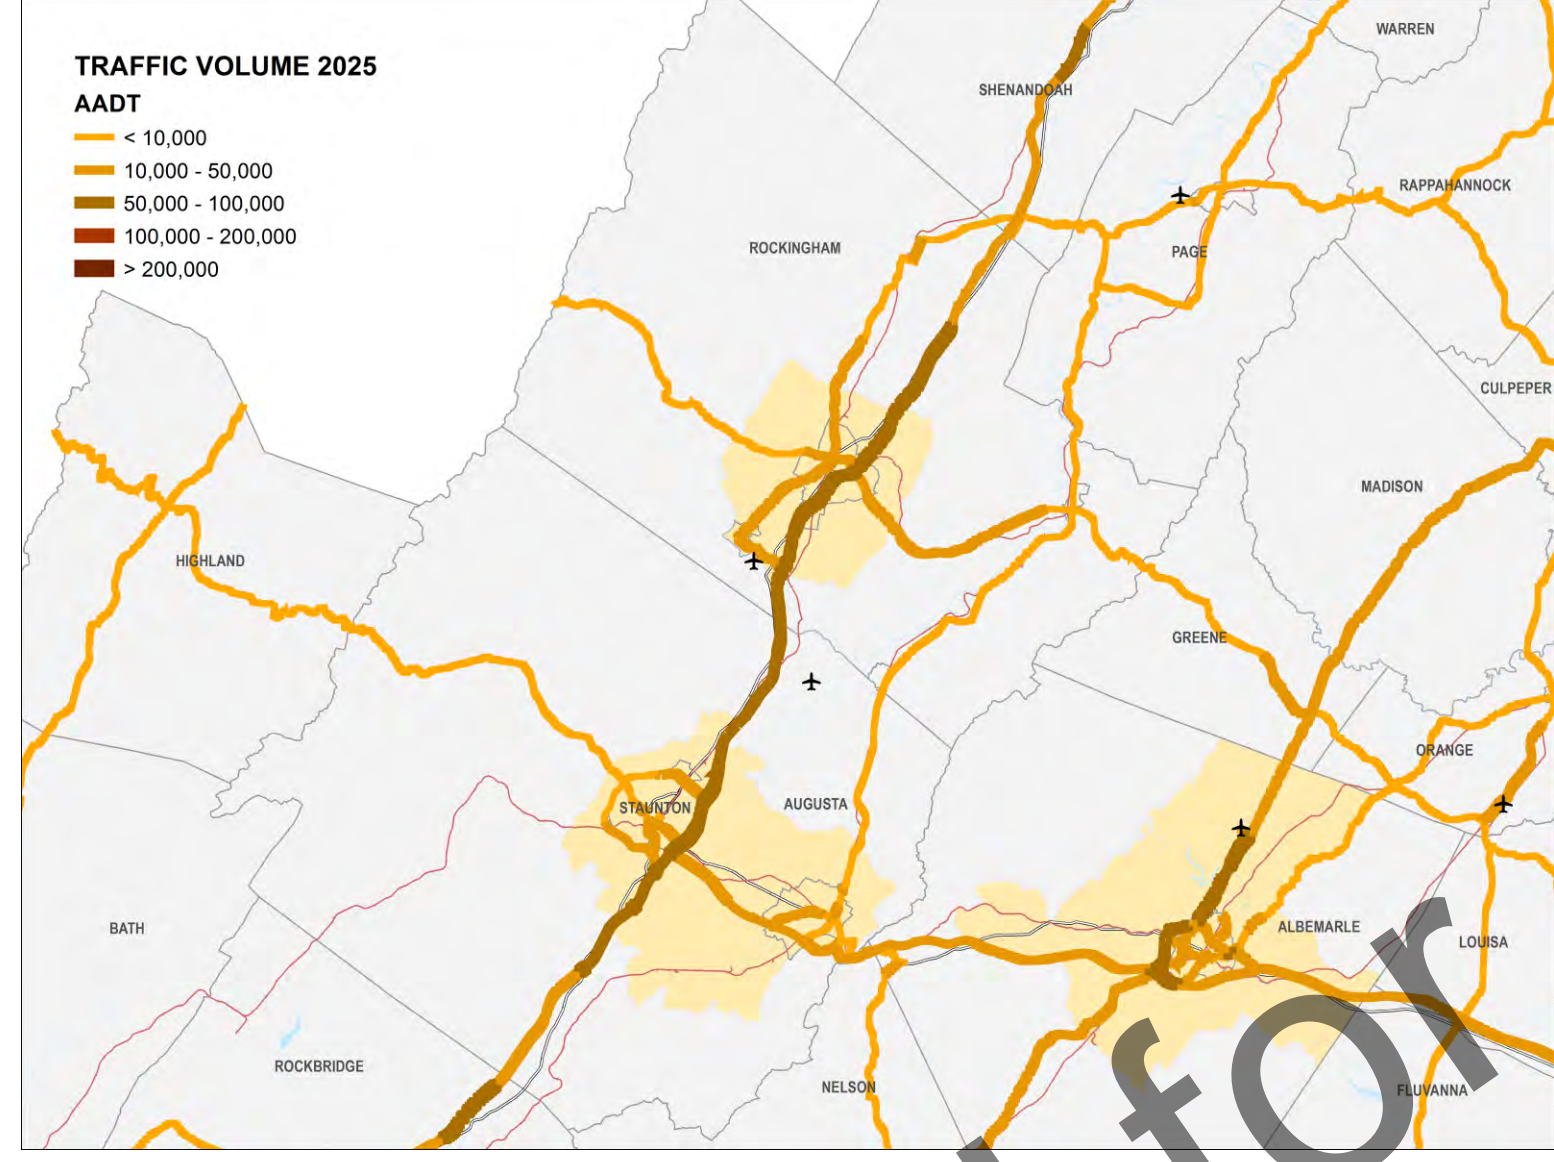 TRAFFIC VOLUME 2025
AADT
< 10,000
10,000 - 50,000
50,000 - 100,000
100,000 - 200,000
> 200,000
WARREN
SHENANDOAH
RAPPAHANNOCK
ROCKINGHAM
PAGE
CULPEPER
MADISON
HIGHLAND
GREENE
ORANGE
STAUNTON
AUGUSTA
BATH
ALBEMARLE
LOUISA
ROCKBRIDGE
NELSON
FLUVANNA
for